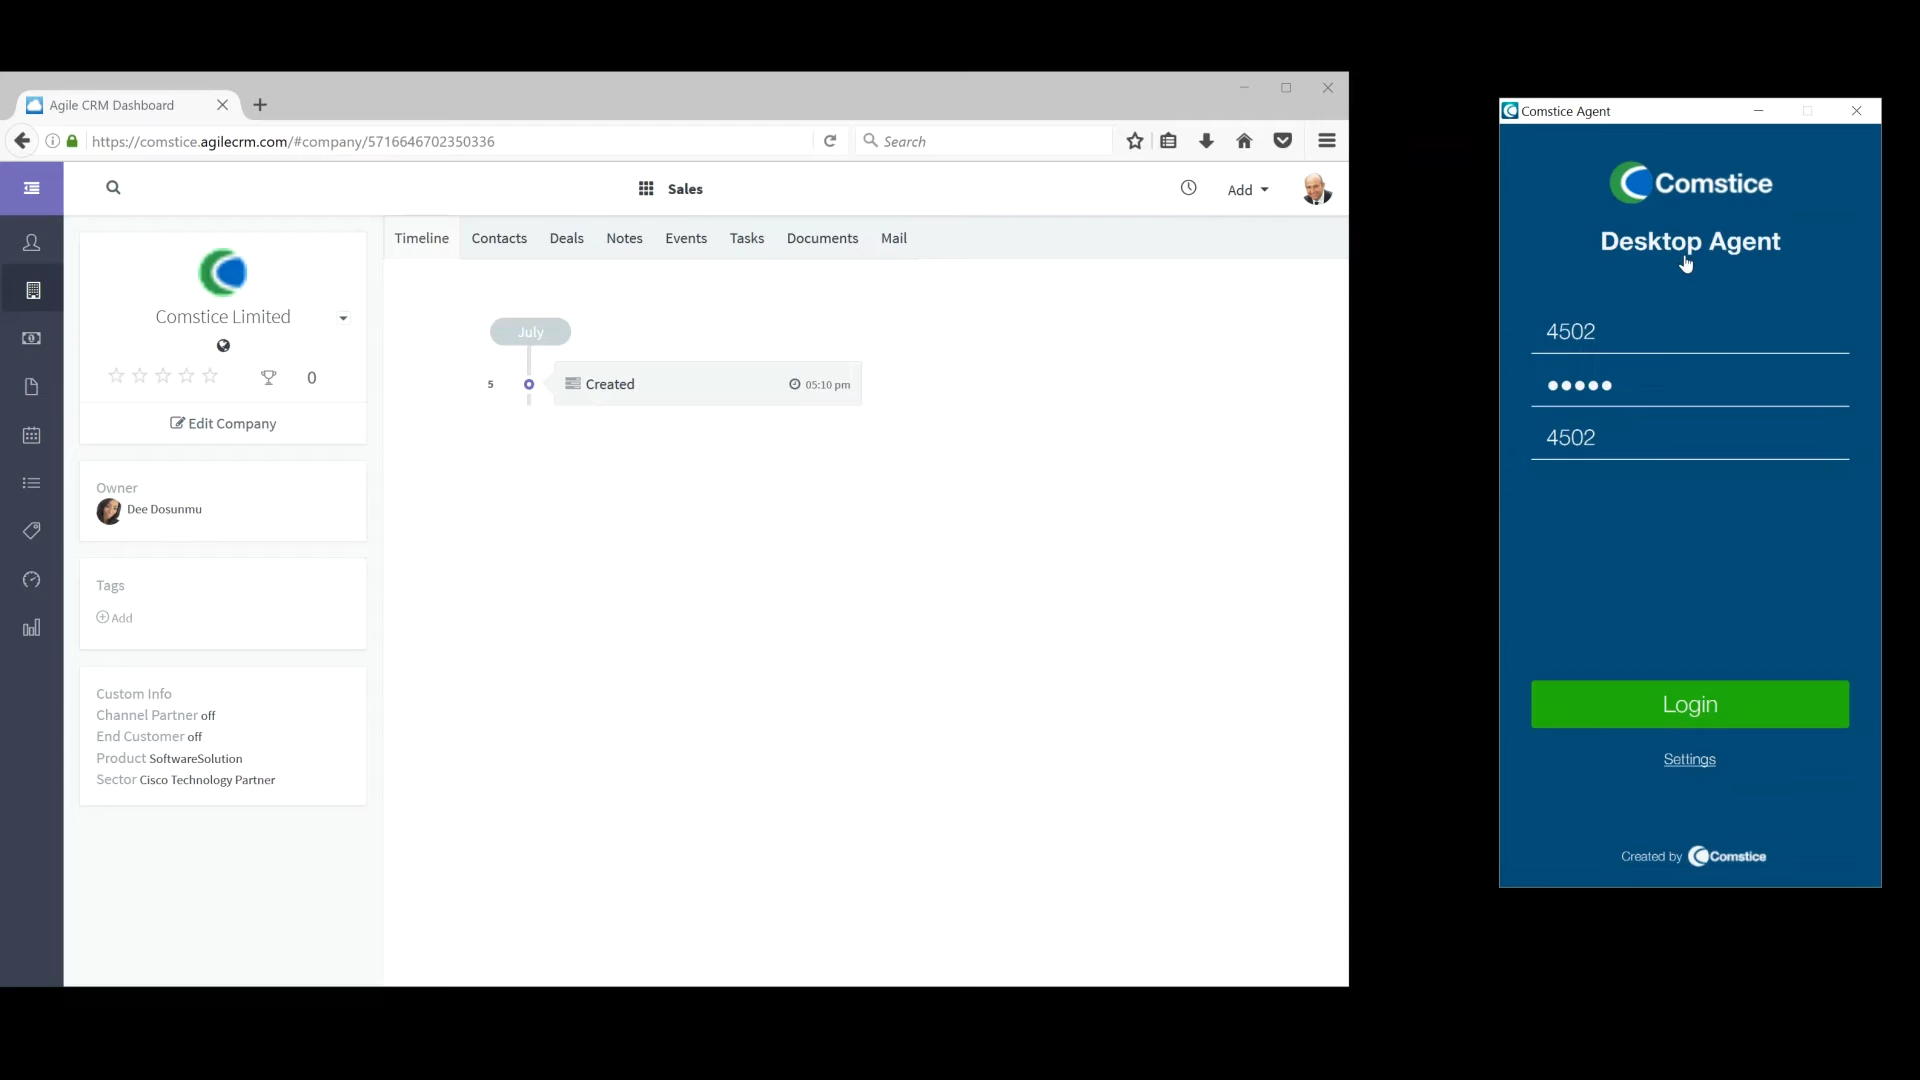 Agile CRM Dashboard
https://comstice.agilecrm.com/#company/5716646702350336
Search
Sales
Add
Comstice Limited
0
Edit Company
Owner
Dee Dosunmu
Tags
Add
Custom Info
Channel Partner off
End Customer off
Product SoftwareSolution
Sector Cisco Technology Partner
Timeline
Contacts
Deals
Notes
Events
Tasks
Documents
Mail
July
5
Created
05:10 pm
Comstice Agent
Comstice
Desktop Agent
4502
4502
Login
Settings
Created by Comstice